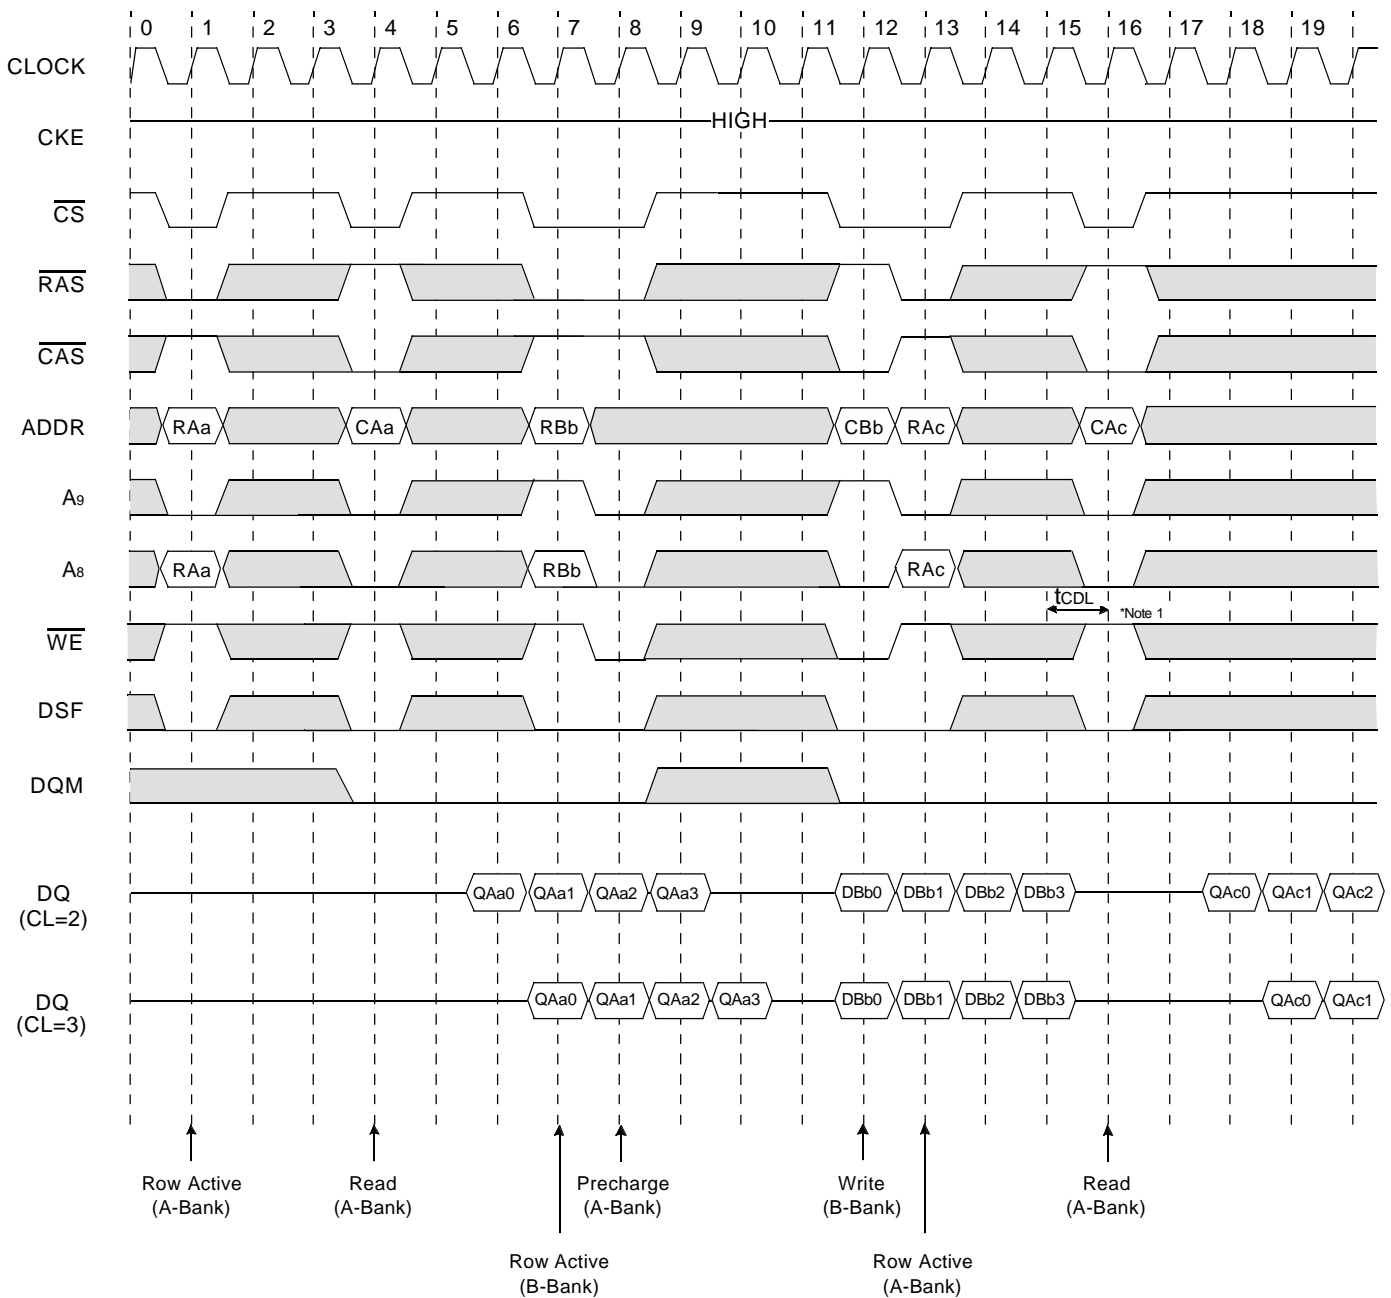 0 1 2 3 4 5 6 7 8 9 10 11 12 13 14 15 16 17 18 19
CLOCK
CKE
HIGH
CS
RAS
CAS
ADDR RAa CAa RBb CBb RAc CAc
A9
A8 RAa RBb RAc
tCDL *Note 1
WE
DSF
DQM
DQ
(CL=2)
QAa0 QAa1 QAa2 QAa3 DBb0 DBb1 DBb2 DBb3 QAc0 QAc1 QAc2
DQ
(CL=3)
QAa0 QAa1 QAa2 QAa3 DBb0 DBb1 DBb2 DBb3 QAc0 QAc1
Row Active
(A-Bank)
Read
(A-Bank)
Precharge
(A-Bank)
Write
(B-Bank)
Read
(A-Bank)
Row Active
(B-Bank)
Row Active
(A-Bank)